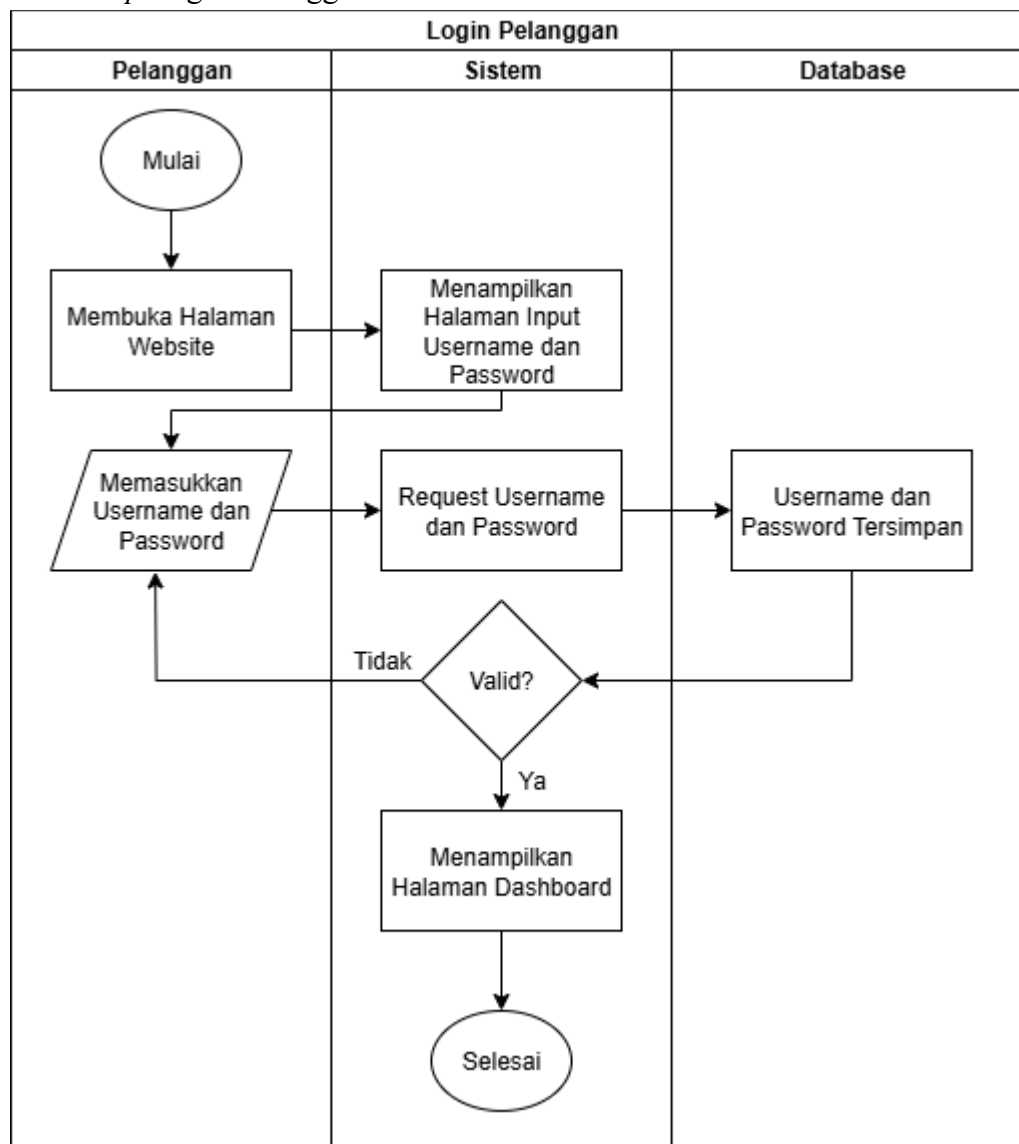 Login Pelanggan
Pelanggan
Sistem
Database
Mulai
Membuka Halaman
Website
Menampilkan
Halaman Input
Username dan
Password
Memasukkan
Username dan
Password
Request Username
dan Password
Username dan
Password Tersimpan
Tidak
Valid?
Ya
Menampilkan
Halaman Dashboard
Selesai